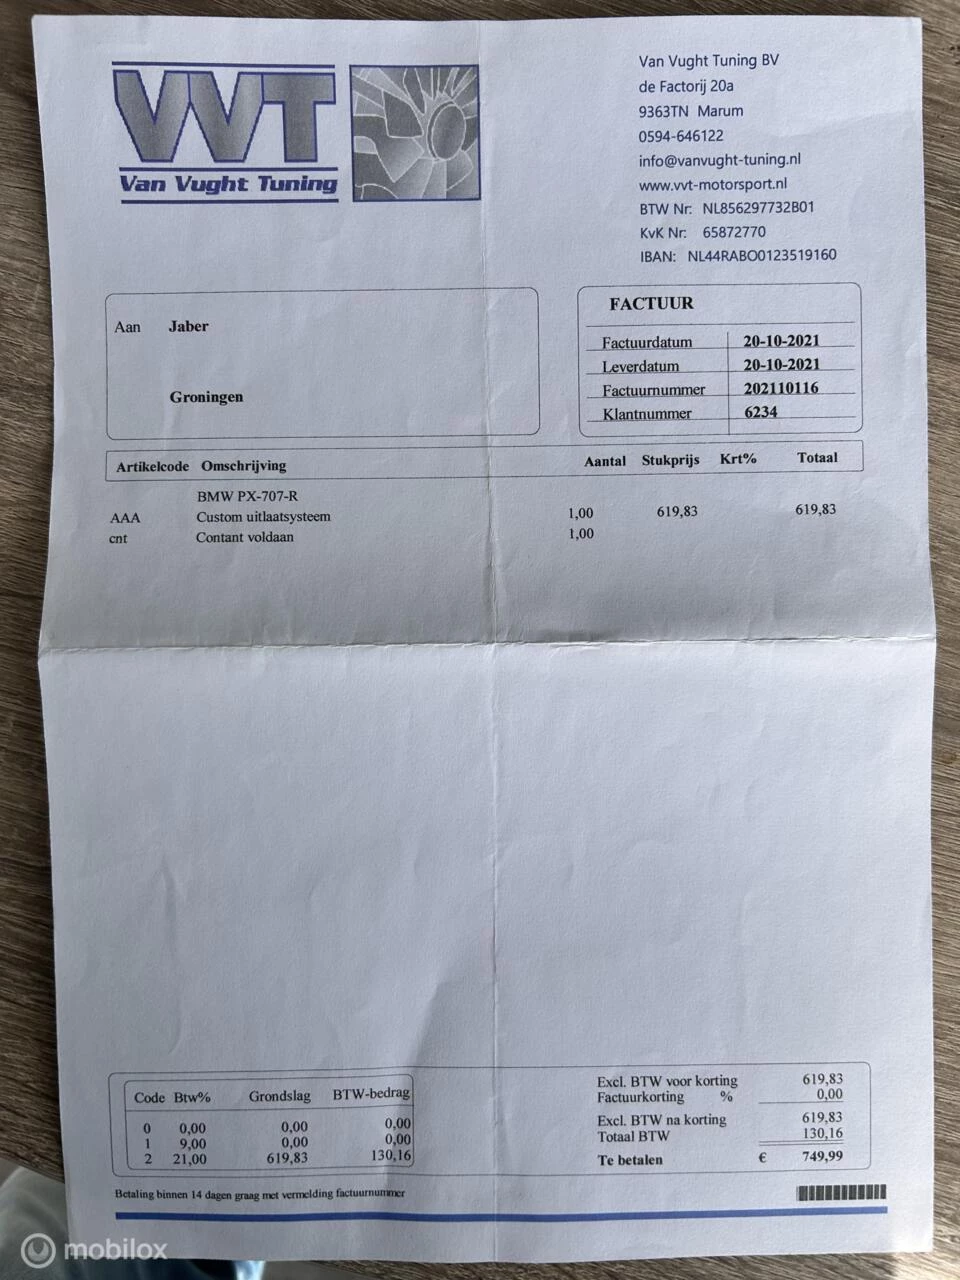 VVT
Van Vught Tuning
Van Vught Tuning BV
de Factorij 20a
9363TN Marum
0594-646122
info@vanvught-tuning.nl
www.vvt-motorsport.nl
BTW Nr: NL856297732B01
KvK Nr: 65872770
IBAN: NL44RABO0123519160
Aan Jaber
Groningen
FACTUUR
Factuurdatum 20-10-2021
Leverdatum 20-10-2021
Factuurnummer 202110116
Klantnummer 6234
Artikelcode Omschrijving Aantal Stukprijs Krt% Totaal
BMW PX-707-R
AAA Custom uitlaatsysteem 1,00 619,83 619,83
cnt Contant voldaan 1,00
Code Btw% Grondslag BTW-bedrag
0 0,00 0,00 0,00
1 9,00 0,00 0,00
2 21,00 619,83 130,16
Excl. BTW voor korting 619,83
Factuurkorting % 0,00
Excl. BTW na korting 619,83
Totaal BTW 130,16
Te betalen € 749,99
Betaling binnen 14 dagen graag met vermelding factuurnummer
mobilox